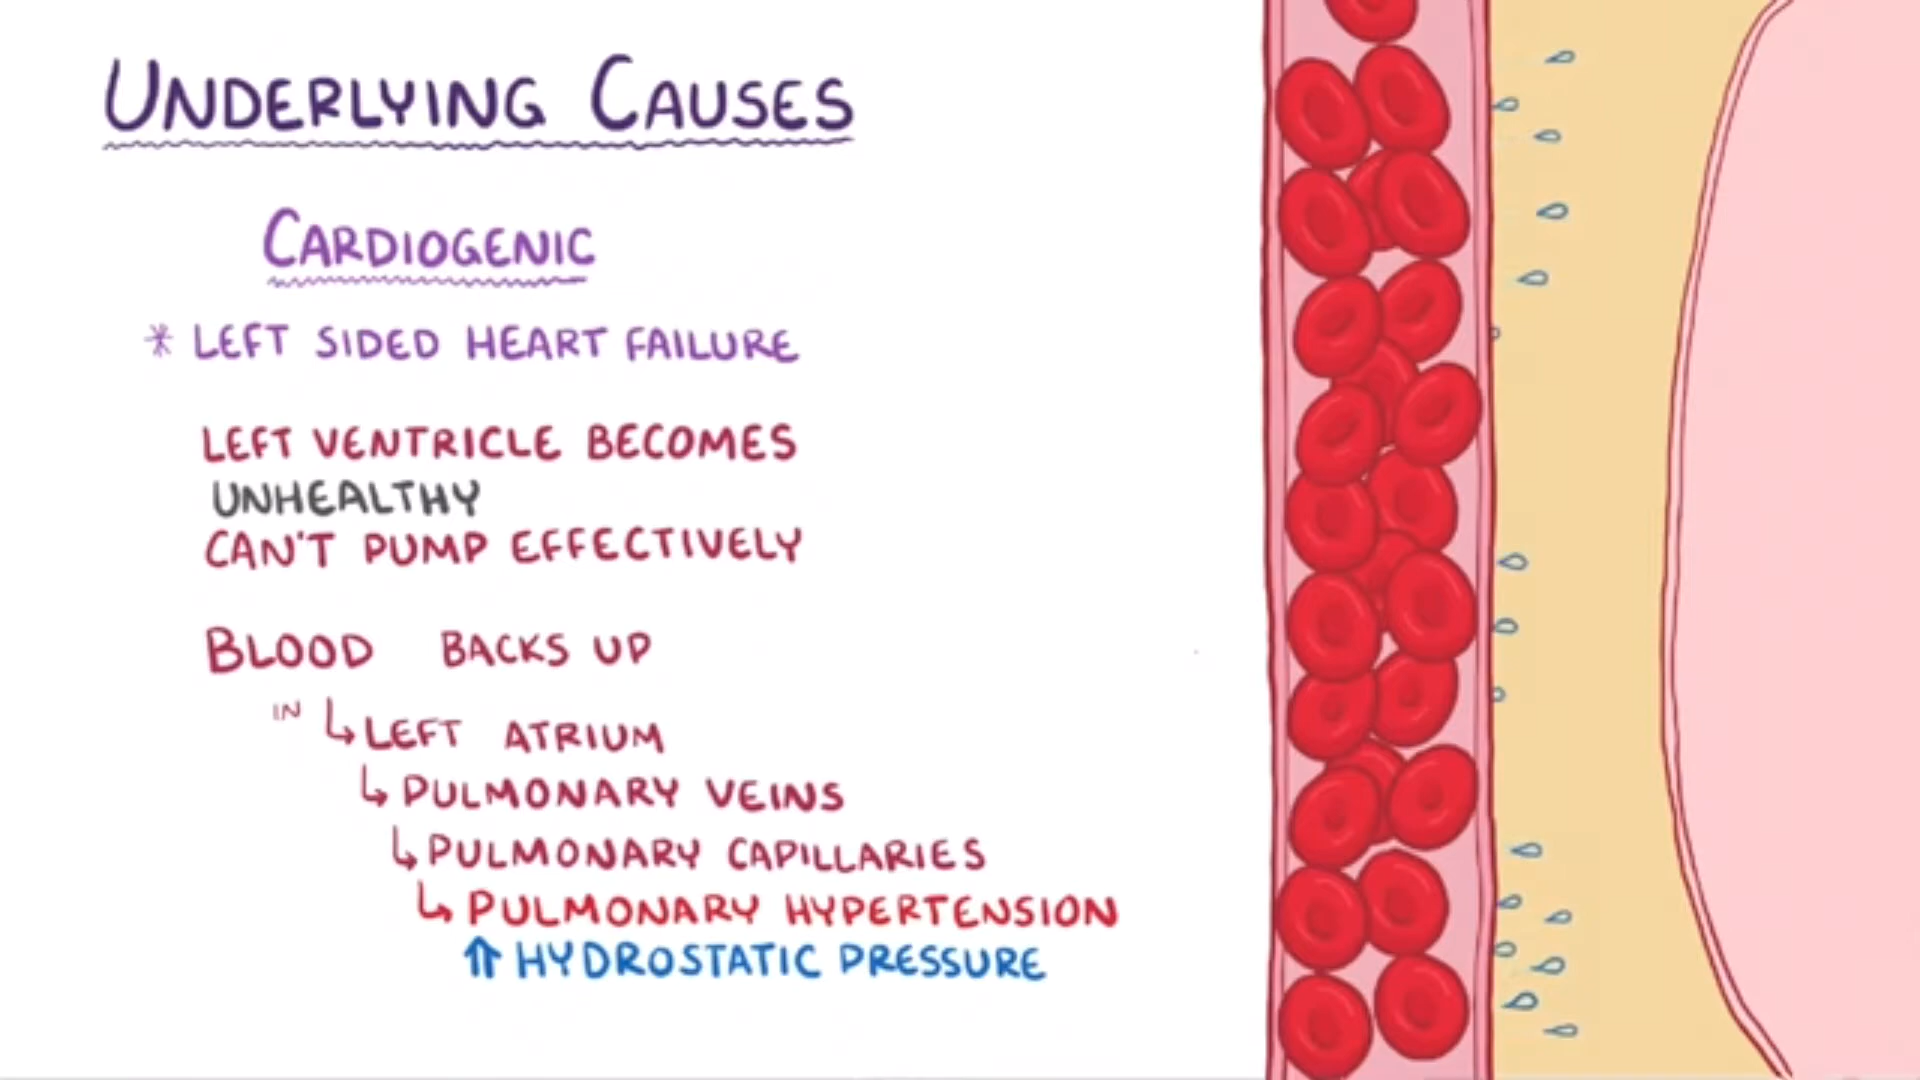 UNDERLYING CAUSES
CARDIOGENIC
* LEFT SIDED HEART FAILURE
LEFT VENTRICLE BECOMES
UNHEALTHY
CAN'T PUMP EFFECTIVELY
BLOOD BACKS UP
IN ↳ LEFT ATRIUM
↳ PULMONARY VEINS
↳ PULMONARY CAPILLARIES
↳ PULMONARY HYPERTENSION
⇑ HYDROSTATIC PRESSURE